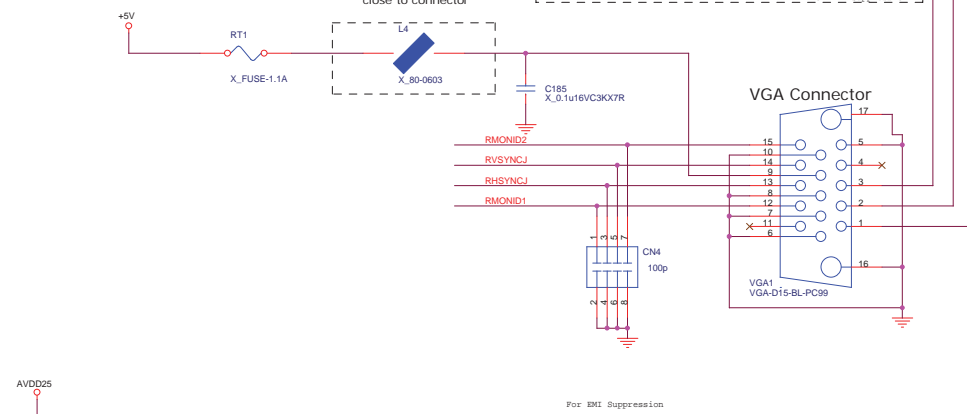 close to connector
+5V
RT1
X_FUSE-1.1A
L4
X_80-0603
C185
X_0.1u16VC3KX7R
VGA Connector
RMONID2
RVSYNCJ
RHSYNCJ
RMONID1
15
10
14
9
13
8
12
7
11
6
17
5
4
3
2
1
16
1
3
5
7
CN4
100p
2
4
6
8
VGA1
VGA-D15-BL-PC99
AVDD25
For EMI Suppression